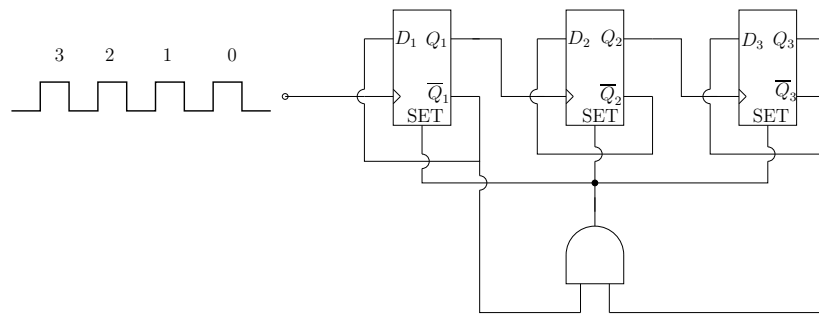 3 2 1 0
D₁ Q₁ D₂ Q₂ D₃ Q₃
Q̅₁ Q̅₂ Q̅₃
SET SET SET